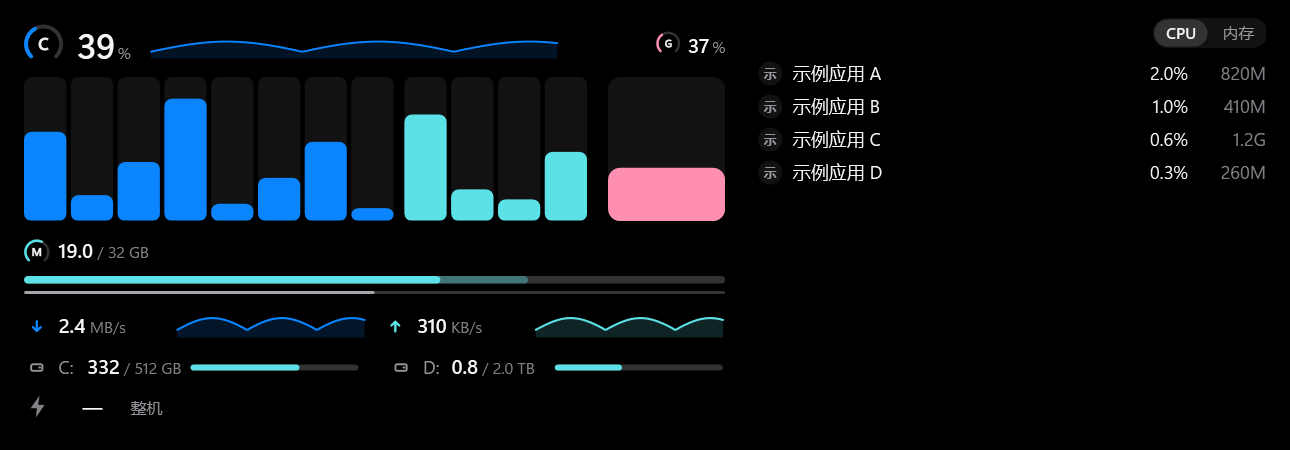 C 39%
G 37%
CPU 内存
示 示例应用 A 2.0% 820M
示 示例应用 B 1.0% 410M
示 示例应用 C 0.6% 1.2G
示 示例应用 D 0.3% 260M
M 19.0 / 32 GB
2.4 MB/s
310 KB/s
C: 332 / 512 GB
D: 0.8 / 2.0 TB
— 整机